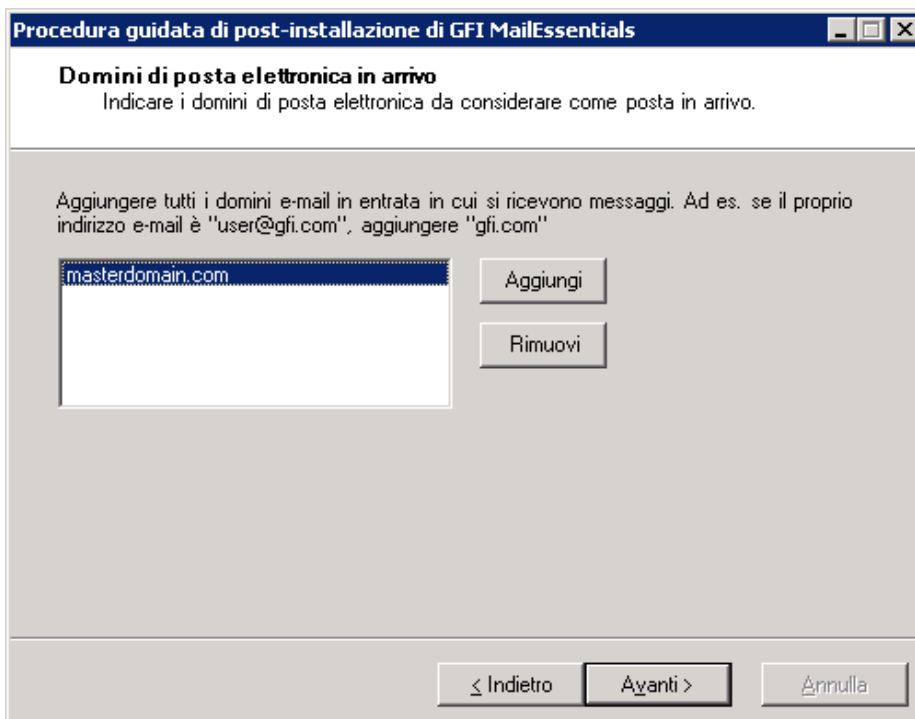 Procedura guidata di post-installazione di GFI MailEssentials
Domini di posta elettronica in arrivo
Indicare i domini di posta elettronica da considerare come posta in arrivo.
Aggiungere tutti i domini e-mail in entrata in cui si ricevono messaggi. Ad es. se il proprio
indirizzo e-mail è "user@gfi.com", aggiungere "gfi.com"
masterdomain.com
Aggiungi
Rimuovi
< Indietro
Avanti >
Annulla